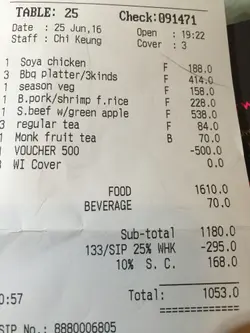 TABLE: 25 Check:091471
Date : 25 Jun,16 Open : 19:22
Staff : Chi Keung Cover : 3
1 Soya chicken F 188.0
3 Bbq platter/3kinds F 414.0
1 season veg F 158.0
1 B.pork/shrimp f.rice F 228.0
1 S.beef w/green apple F 538.0
3 regular tea F 84.0
1 Monk fruit tea B 70.0
1 VOUCHER 500 -500.0
3 WI Cover 0.0
FOOD 1610.0
BEVERAGE 70.0
Sub-total 1180.0
133/SIP 25% WHK -295.0
10% S. C. 168.0
0:57 Total: 1053.0
SIP No.: 8880006805